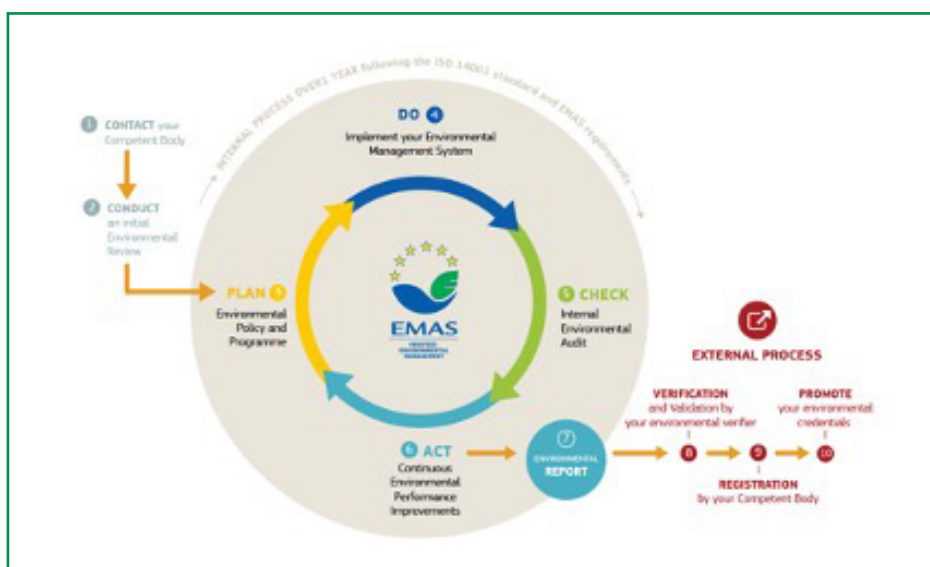 INTERNAL PROCESS OVER 1 YEAR following the ISO 14001 standard and EMAS requirements
1 CONTACT your
Competent Body
2 CONDUCT
an initial
Environmental
Review
PLAN 3
Environmental
Policy and
Programme
DO 4
Implement your Environmental
Management System
5 CHECK
Internal
Environmental
Audit
EMAS
VERIFIED
ENVIRONMENTAL
MANAGEMENT
6 ACT
Continuous
Environmental
Performance
Improvements
7
ENVIRONMENTAL
REPORT
EXTERNAL PROCESS
VERIFICATION
and Validation by
your environmental verifier
8
9
REGISTRATION
by your Competent Body
PROMOTE
your environmental
credentials
10